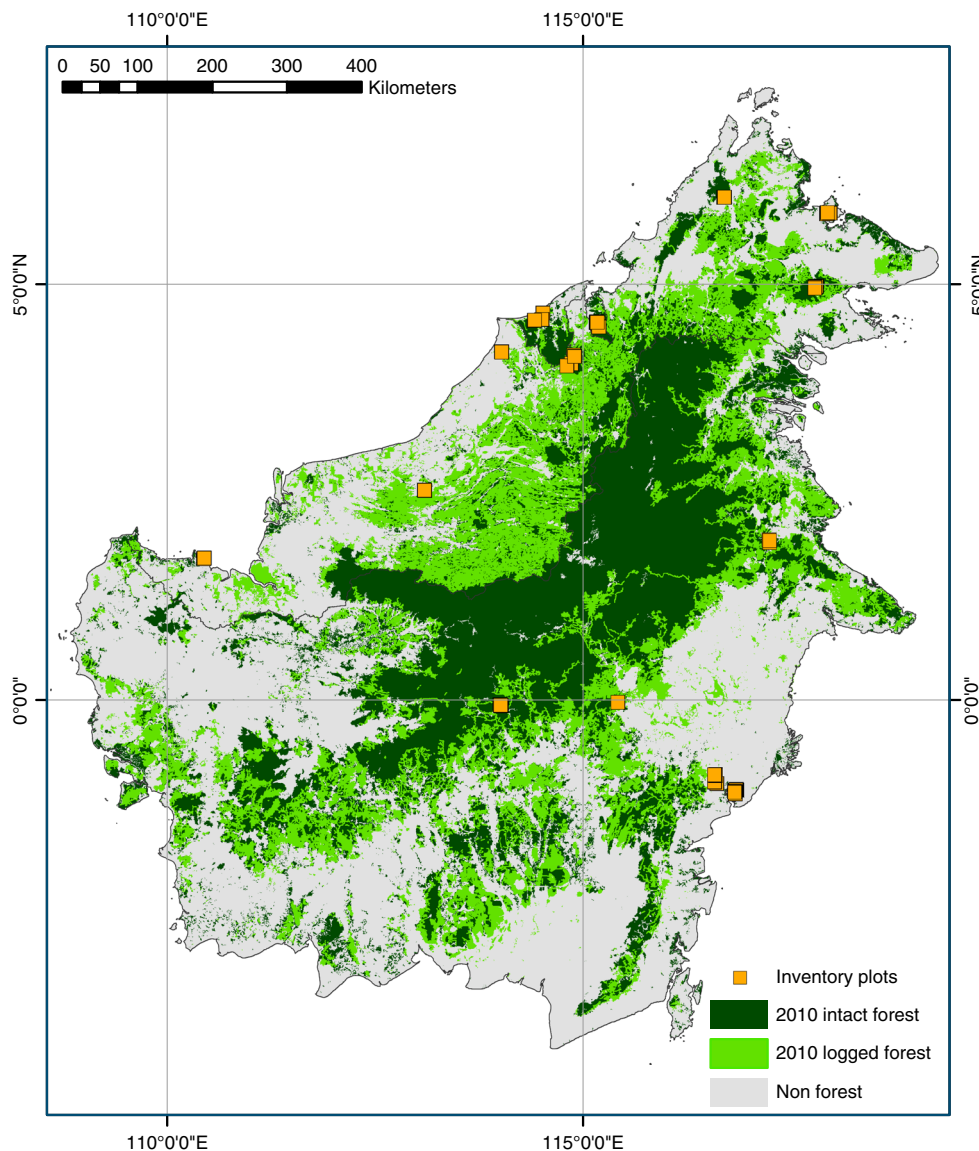 110°0'0"E 115°0'0"E
0 50 100 200 300 400
Kilometers
5°0'0"N 5°0'0"N
0°0'0" 0°0'0"
Inventory plots
2010 intact forest
2010 logged forest
Non forest
110°0'0"E 115°0'0"E